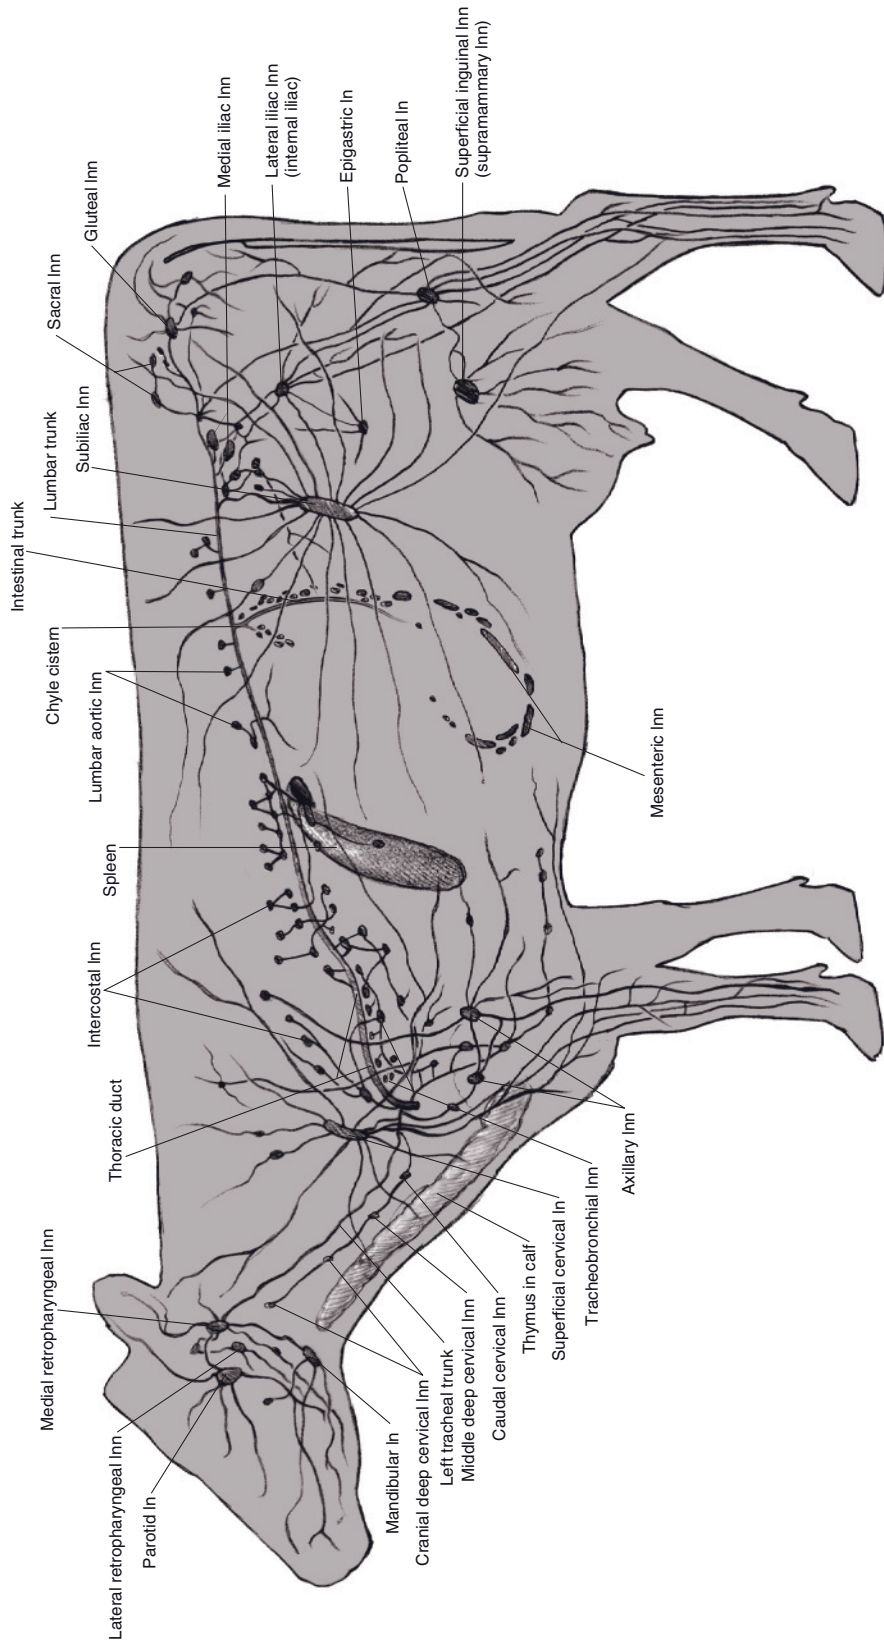 Lateral retropharyngeal lnn
Parotid ln
Medial retropharyngeal lnn
Thoracic duct
Intercostal lnn
Spleen
Lumbar aortic lnn
Chyle cistern
Intestinal trunk
Lumbar trunk
Subiliac lnn
Sacral lnn
Gluteal lnn
Medial iliac lnn
Lateral iliac lnn
(internal iliac)
Epigastric ln
Popliteal ln
Superficial inguinal lnn
(supramammary lnn)
Mandibular ln
Cranial deep cervical lnn
Left tracheal trunk
Middle deep cervical lnn
Caudal cervical lnn
Thymus in calf
Superficial cervical ln
Tracheobronchial lnn
Axillary lnn
Mesenteric lnn